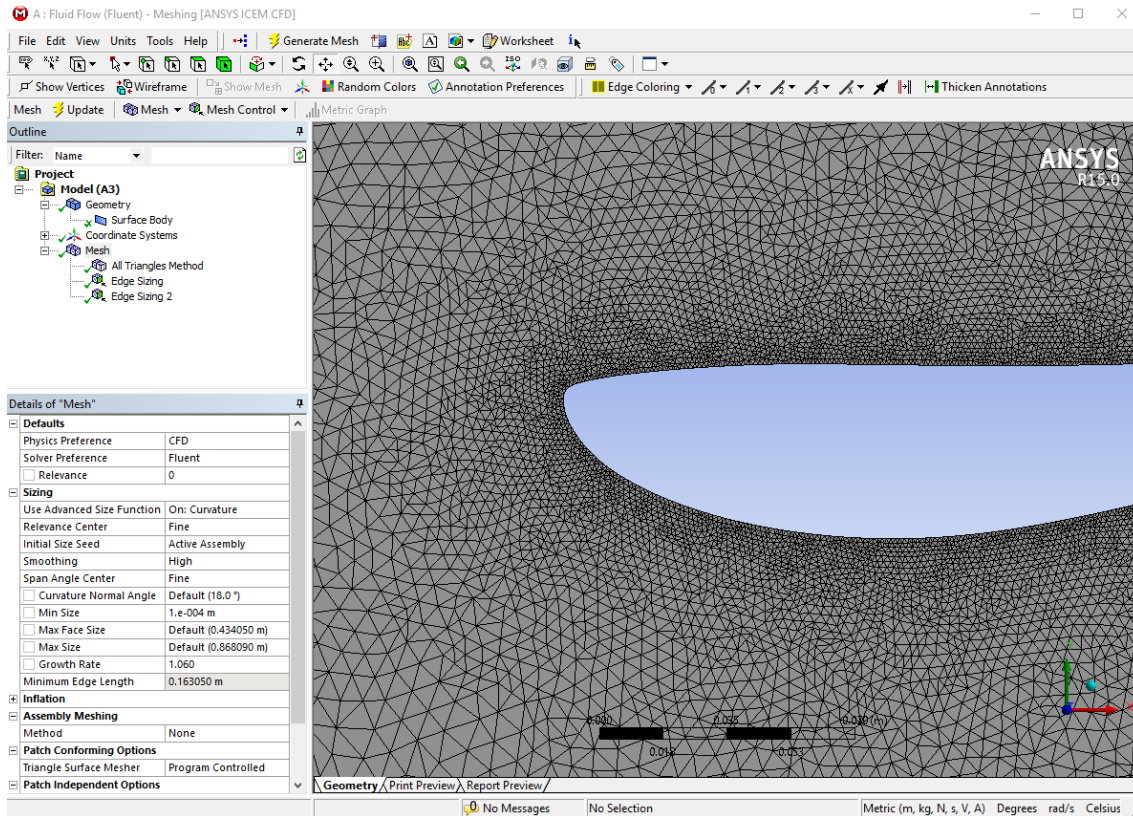 A : Fluid Flow (Fluent) - Meshing [ANSYS ICEM CFD]
File Edit View Units Tools Help Generate Mesh Worksheet
Show Vertices Wireframe Show Mesh Random Colors Annotation Preferences Edge Coloring Thicken Annotations
Mesh Update Mesh Mesh Control Metric Graph
Outline
Filter: Name
Project
Model (A3)
Geometry
Surface Body
Coordinate Systems
Mesh
All Triangles Method
Edge Sizing
Edge Sizing 2
Details of "Mesh"
Defaults
Physics Preference CFD
Solver Preference Fluent
Relevance 0
Sizing
Use Advanced Size Function On: Curvature
Relevance Center Fine
Initial Size Seed Active Assembly
Smoothing High
Span Angle Center Fine
Curvature Normal Angle Default (18.0 °)
Min Size 1.e-004 m
Max Face Size Default (0.434050 m)
Max Size Default (0.868090 m)
Growth Rate 1.060
Minimum Edge Length 0.163050 m
Inflation
Assembly Meshing
Method None
Patch Conforming Options
Triangle Surface Mesher Program Controlled
Patch Independent Options
ANSYS
R15.0
0.000 0.035 (m)
0.053
Geometry Print Preview Report Preview
0 No Messages No Selection Metric (m, kg, N, s, V, A) Degrees rad/s Celsius